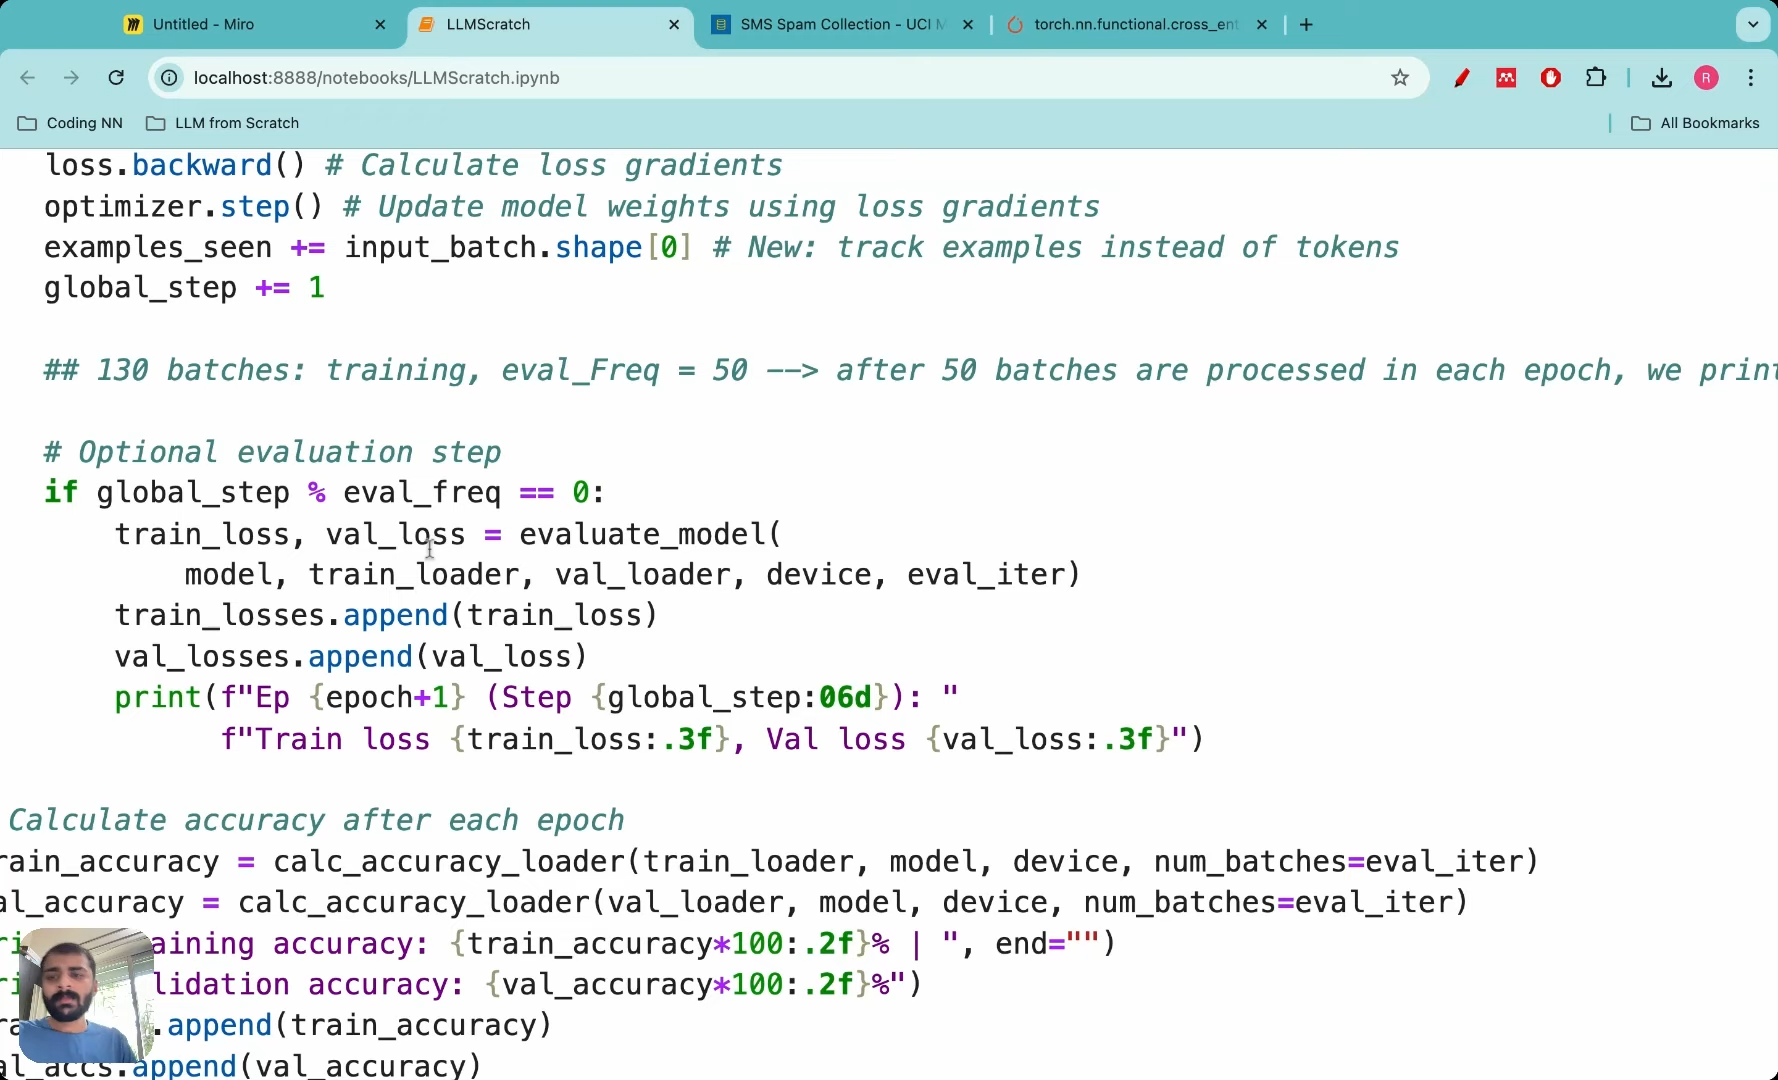 Untitled - Miro
LLMScratch
SMS Spam Collection - UCI M
torch.nn.functional.cross_ent
localhost:8888/notebooks/LLMScratch.ipynb
R
Coding NN
LLM from Scratch
All Bookmarks
loss.backward() # Calculate loss gradients
optimizer.step() # Update model weights using loss gradients
examples_seen += input_batch.shape[0] # New: track examples instead of tokens
global_step += 1
## 130 batches: training, eval_Freq = 50 --> after 50 batches are processed in each epoch, we print
# Optional evaluation step
if global_step % eval_freq == 0:
train_loss, val_loss = evaluate_model(
model, train_loader, val_loader, device, eval_iter)
train_losses.append(train_loss)
val_losses.append(val_loss)
print(f"Ep {epoch+1} (Step {global_step:06d}): "
f"Train loss {train_loss:.3f}, Val loss {val_loss:.3f}")
Calculate accuracy after each epoch
rain_accuracy = calc_accuracy_loader(train_loader, model, device, num_batches=eval_iter)
al_accuracy = calc_accuracy_loader(val_loader, model, device, num_batches=eval_iter)
aining accuracy: {train_accuracy*100:.2f}% | ", end="")
lidation accuracy: {val_accuracy*100:.2f}%")
.append(train_accuracy)
al_accs.append(val_accuracy)